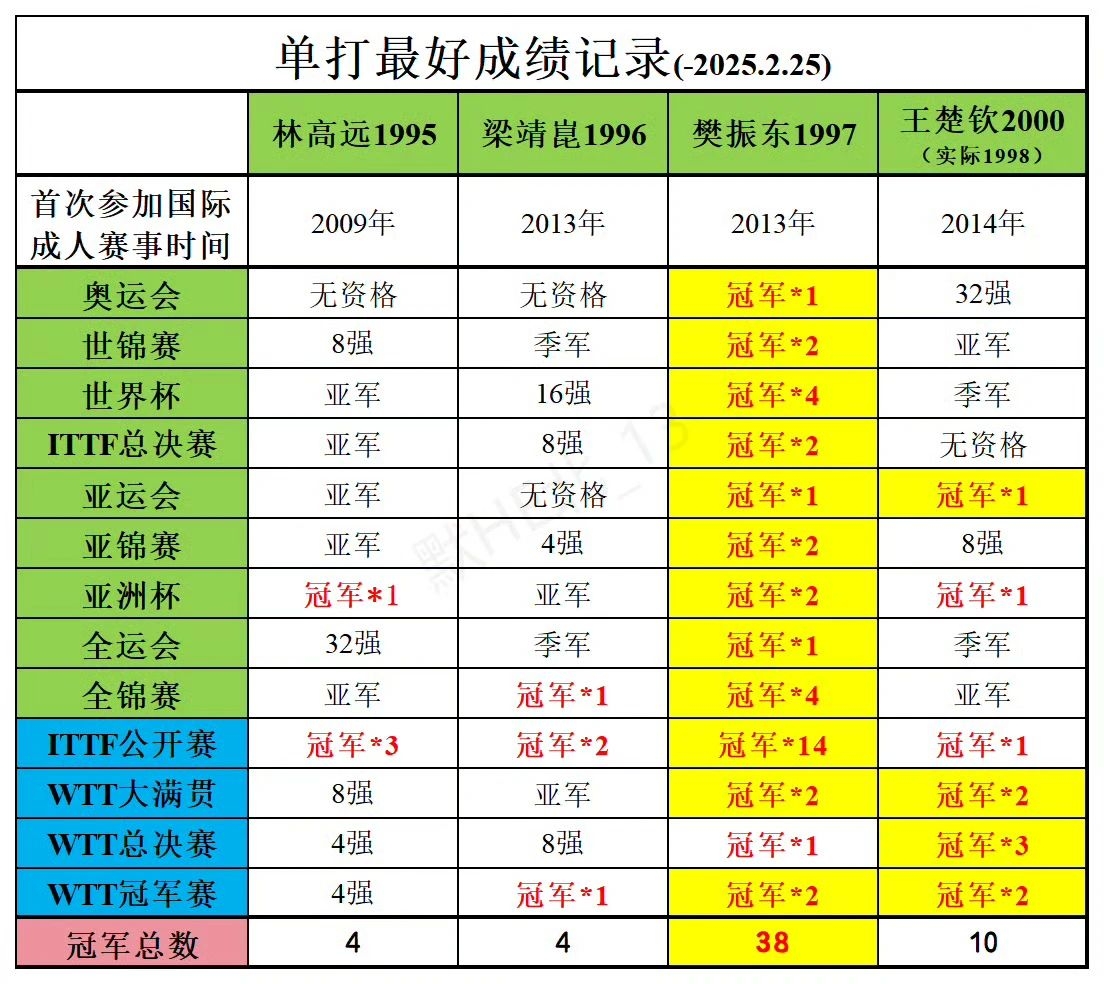 单打最好成绩记录(-2025.2.25)
林高远1995 梁靖崑1996 樊振东1997 王楚钦2000
（实际1998）
首次参加国际
成人赛事时间 2009年 2013年 2013年 2014年
奥运会 无资格 无资格 冠军*1 32强
世锦赛 8强 季军 冠军*2 亚军
世界杯 亚军 16强 冠军*4 季军
ITTF总决赛 亚军 8强 冠军*2 无资格
亚运会 亚军 无资格 冠军*1 冠军*1
亚锦赛 亚军 4强 冠军*2 8强
亚洲杯 冠军*1 亚军 冠军*2 冠军*1
全运会 32强 季军 冠军*1 季军
全锦赛 亚军 冠军*1 冠军*4 亚军
ITTF公开赛 冠军*3 冠军*2 冠军*14 冠军*1
WTT大满贯 8强 亚军 冠军*2 冠军*2
WTT总决赛 4强 8强 冠军*1 冠军*3
WTT冠军赛 4强 冠军*1 冠军*2 冠军*2
冠军总数 4 4 38 10